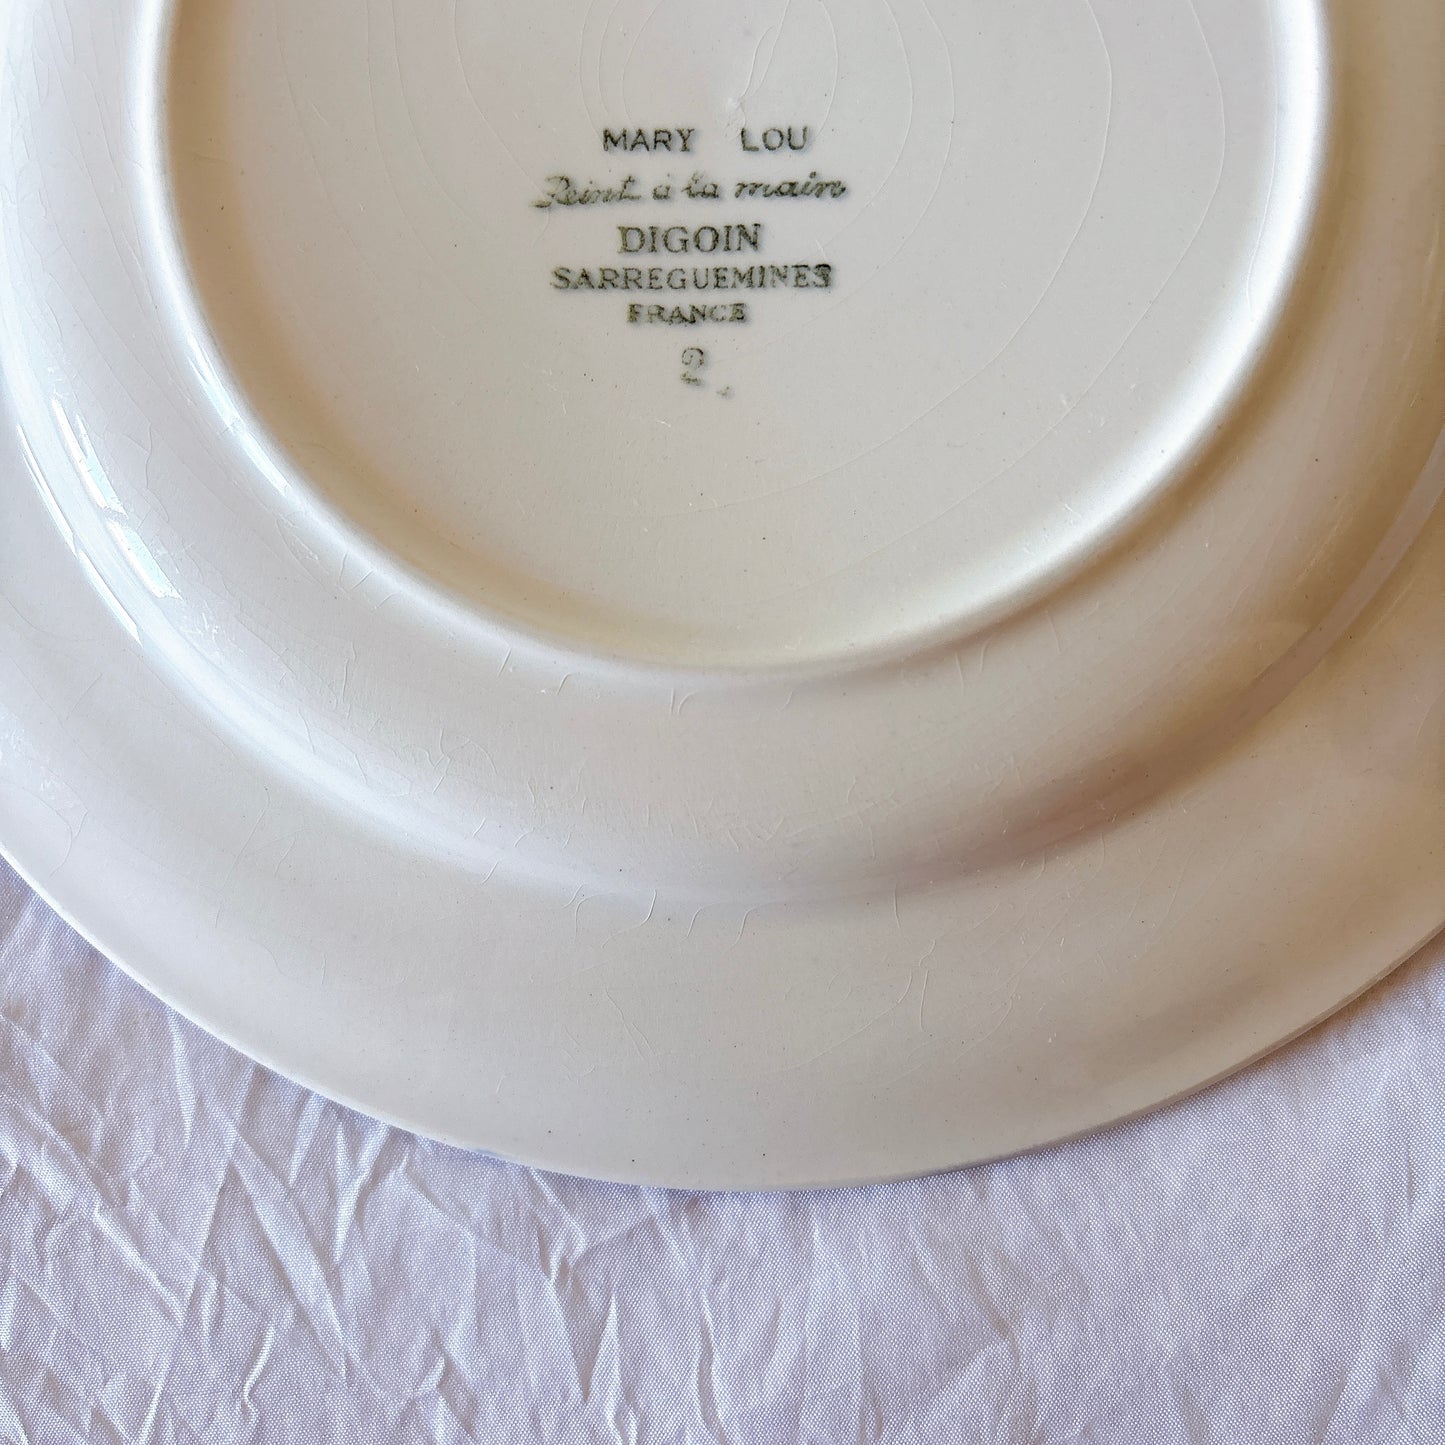 MARY LOU
Peint à la main
DIGOIN
SARREGUEMINES
FRANCE
2